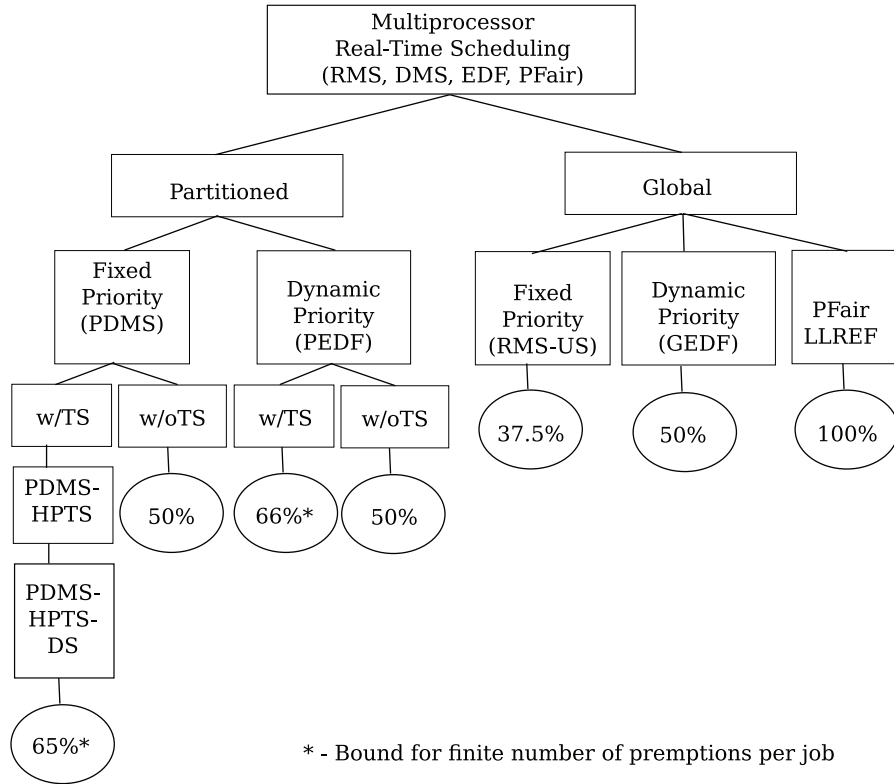 Multiprocessor
Real-Time Scheduling
(RMS, DMS, EDF, PFair)
Partitioned
Global
Fixed
Priority
(PDMS)
Dynamic
Priority
(PEDF)
Fixed
Priority
(RMS-US)
Dynamic
Priority
(GEDF)
PFair
LLREF
w/TS
w/oTS
w/TS
w/oTS
37.5%
50%
100%
PDMS-
HPTS
50%
66%*
50%
PDMS-
HPTS-
DS
65%*
* - Bound for finite number of premptions per job